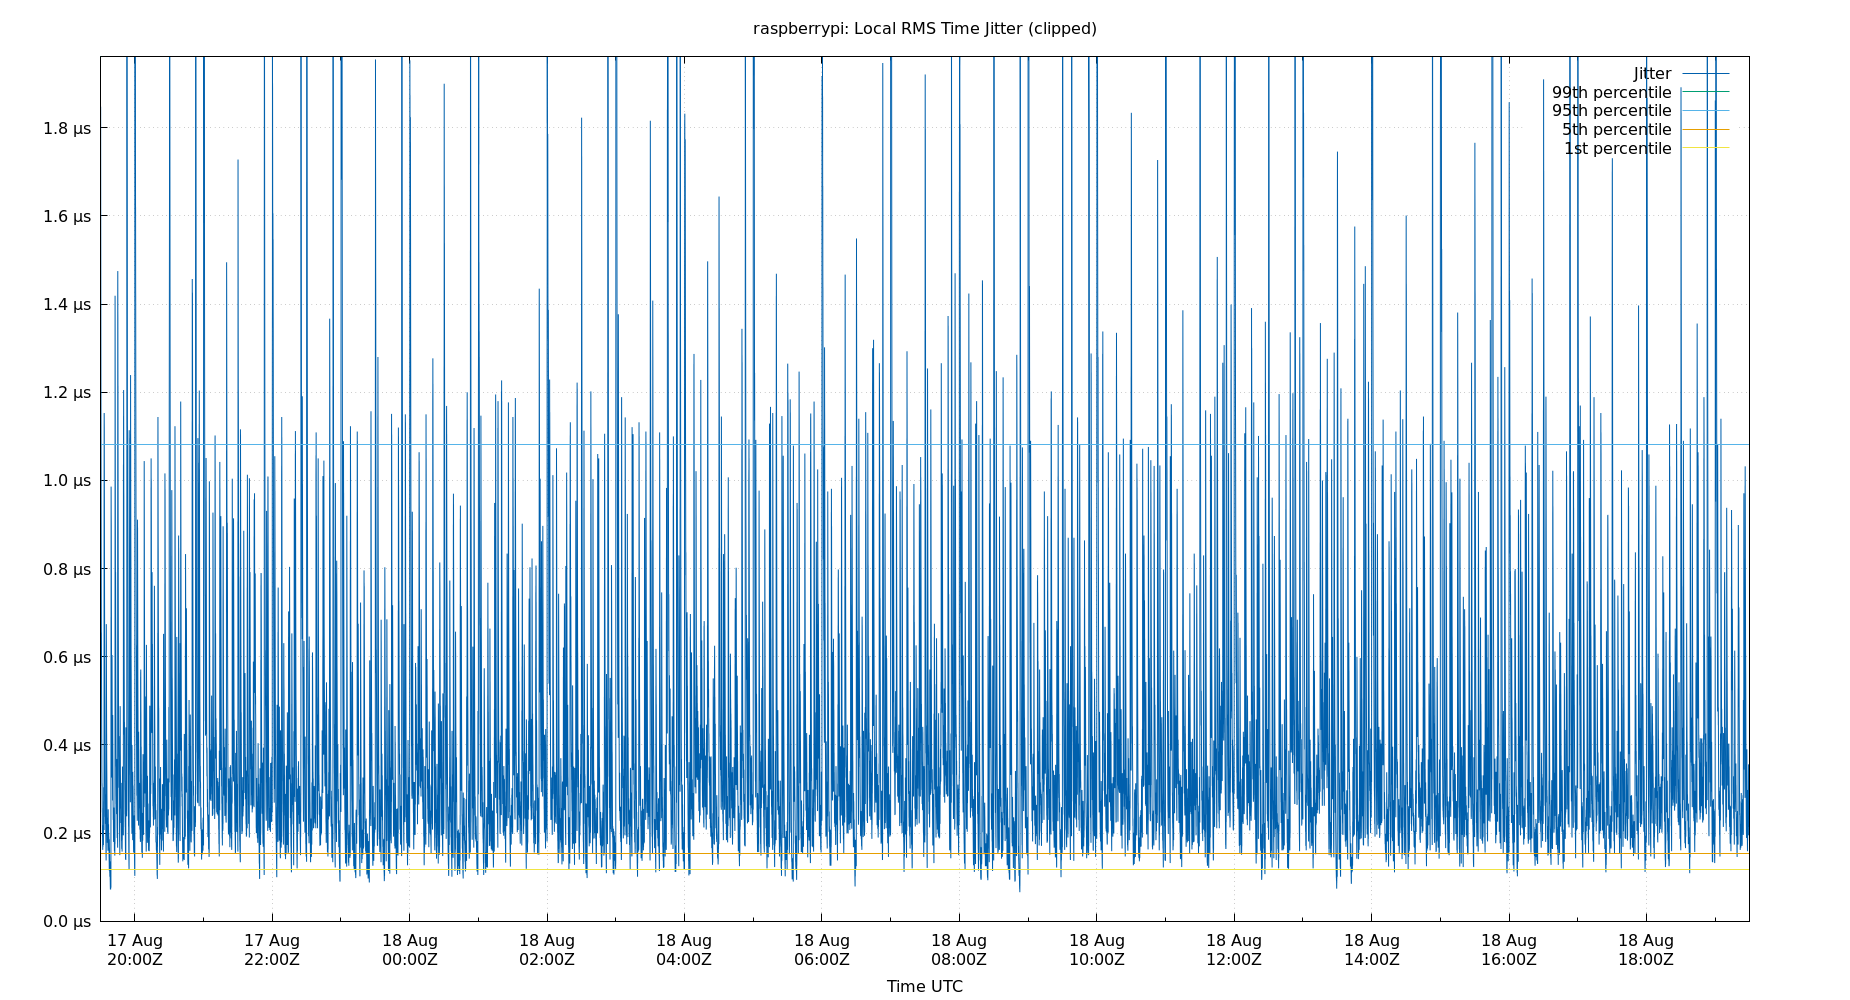 raspberrypi: Local RMS Time Jitter (clipped)
Jitter
99th percentile
95th percentile
5th percentile
1st percentile
1.8 µs
1.6 µs
1.4 µs
1.2 µs
1.0 µs
0.8 µs
0.6 µs
0.4 µs
0.2 µs
0.0 µs
17 Aug 17 Aug 18 Aug 18 Aug 18 Aug 18 Aug 18 Aug 18 Aug 18 Aug 18 Aug 18 Aug 18 Aug
20:00Z 22:00Z 00:00Z 02:00Z 04:00Z 06:00Z 08:00Z 10:00Z 12:00Z 14:00Z 16:00Z 18:00Z
Time UTC